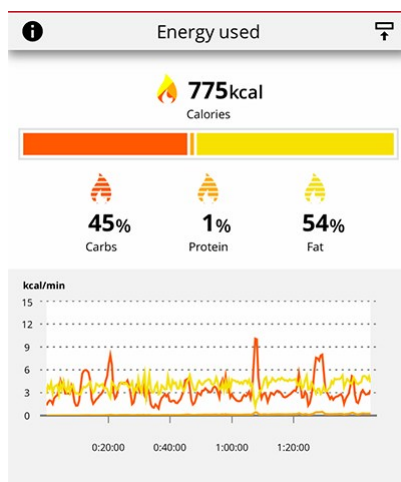 Energy used
775kcal
Calories
45% 1% 54%
Carbs Protein Fat
kcal/min
15
12
9
6
3
0
0:20:00 0:40:00 1:00:00 1:20:00